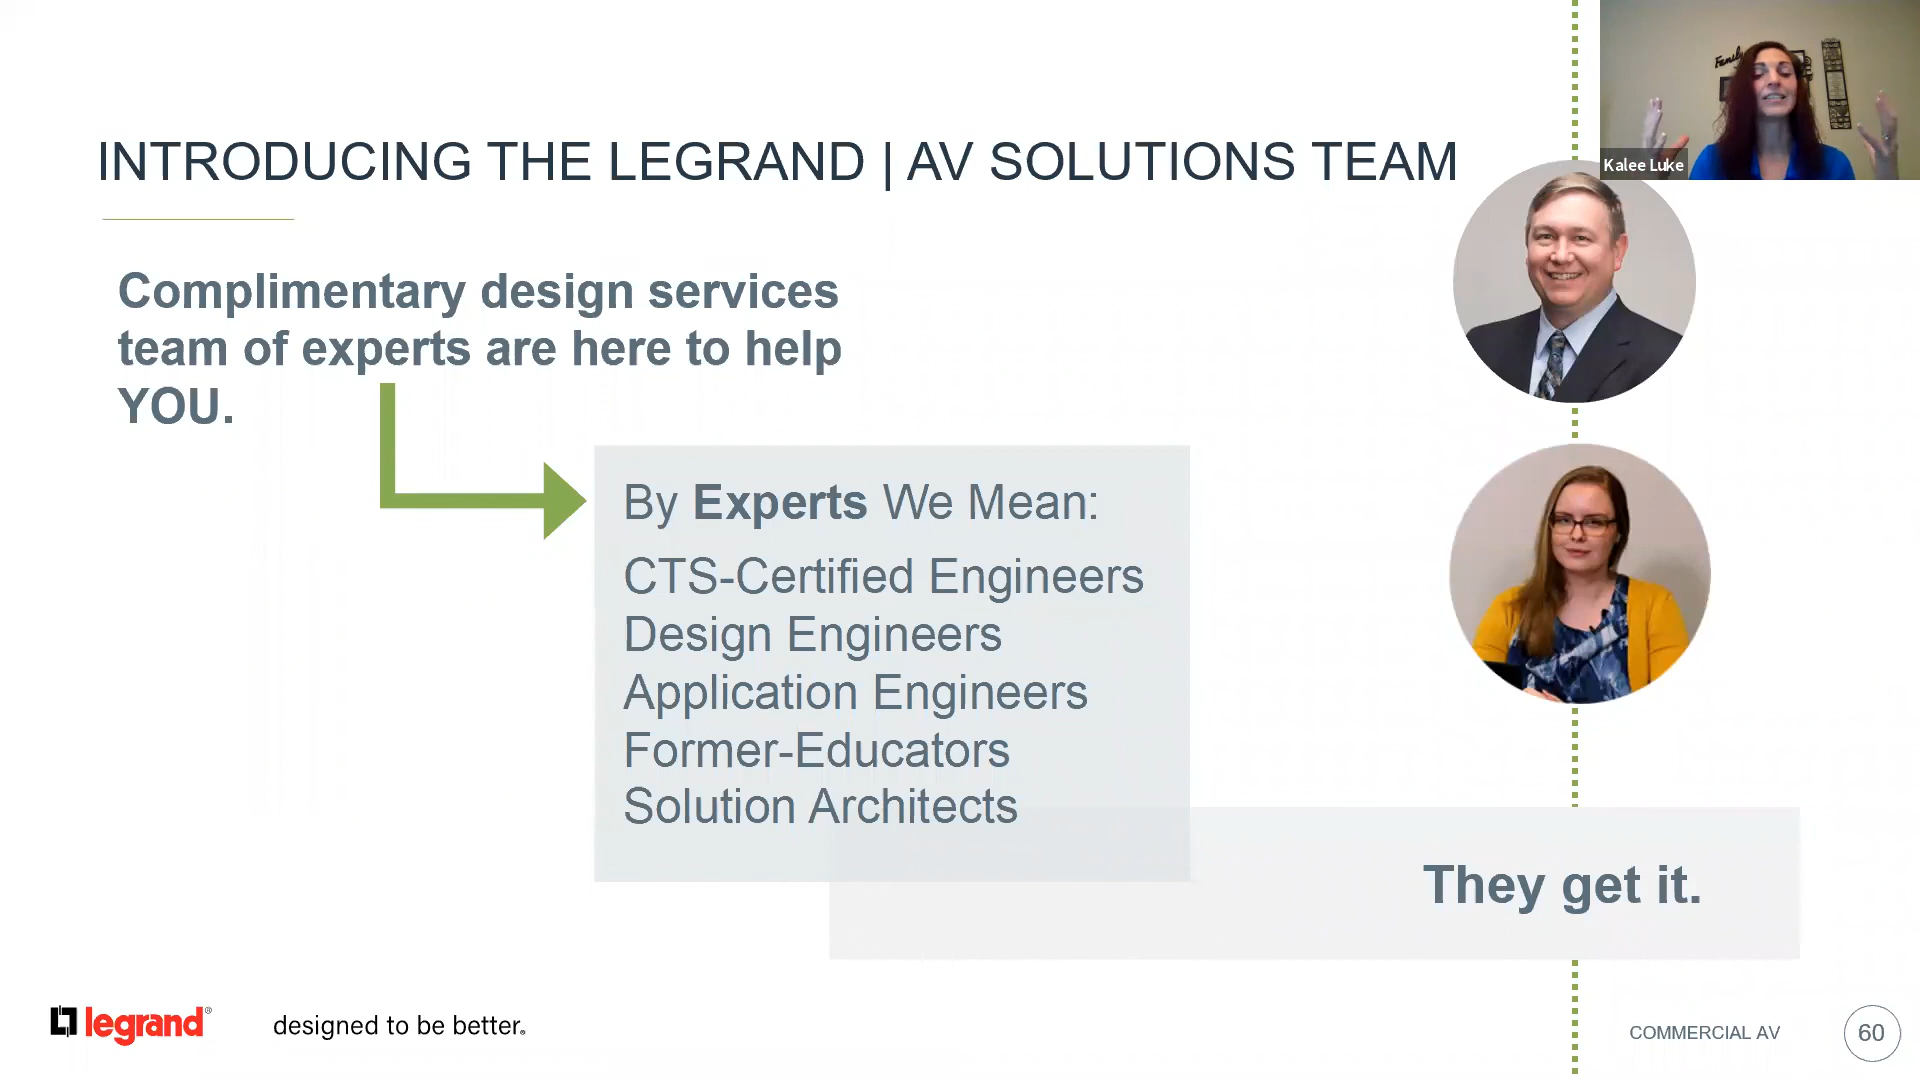 Family
Kalee Luke
INTRODUCING THE LEGRAND | AV SOLUTIONS TEAM
Complimentary design services
team of experts are here to help
YOU.
By Experts We Mean:
CTS-Certified Engineers
Design Engineers
Application Engineers
Former-Educators
Solution Architects
They get it.
legrand®
designed to be better.®
COMMERCIAL AV
60